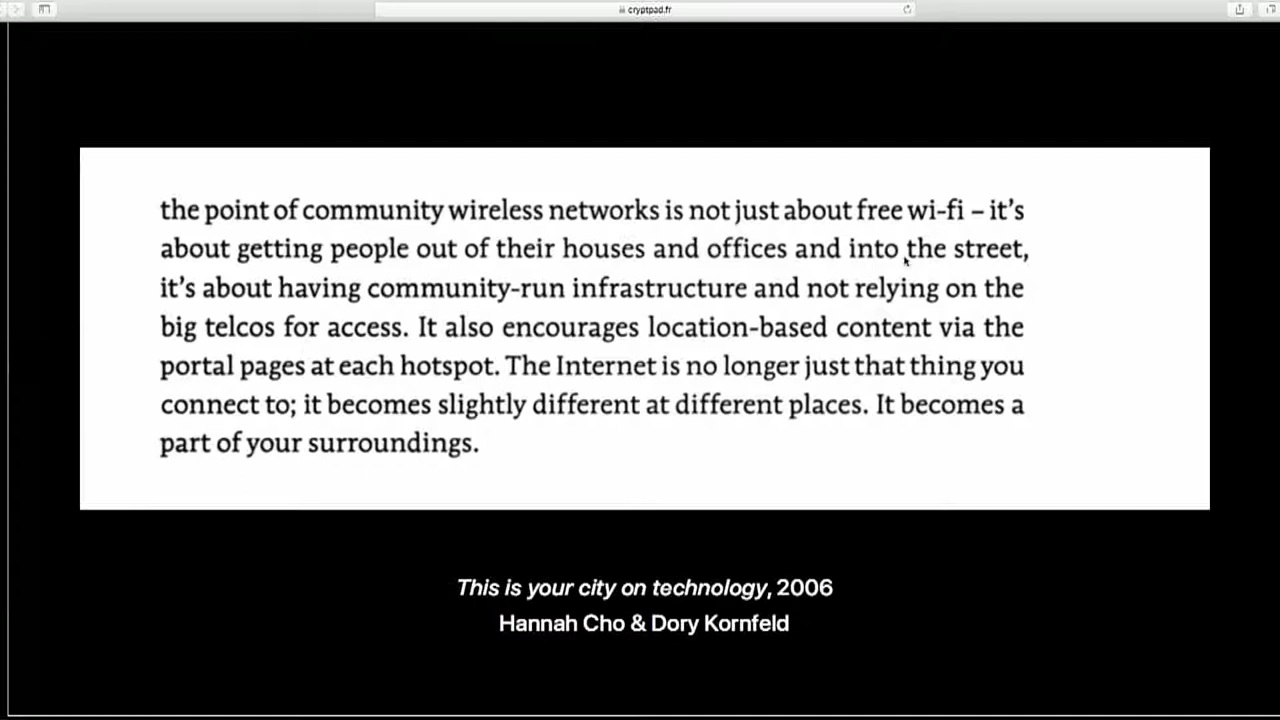 cryptpad.fr
the point of community wireless networks is not just about free wi-fi – it’s
about getting people out of their houses and offices and into the street,
it’s about having community-run infrastructure and not relying on the
big telcos for access. It also encourages location-based content via the
portal pages at each hotspot. The Internet is no longer just that thing you
connect to; it becomes slightly different at different places. It becomes a
part of your surroundings.
This is your city on technology, 2006
Hannah Cho & Dory Kornfeld